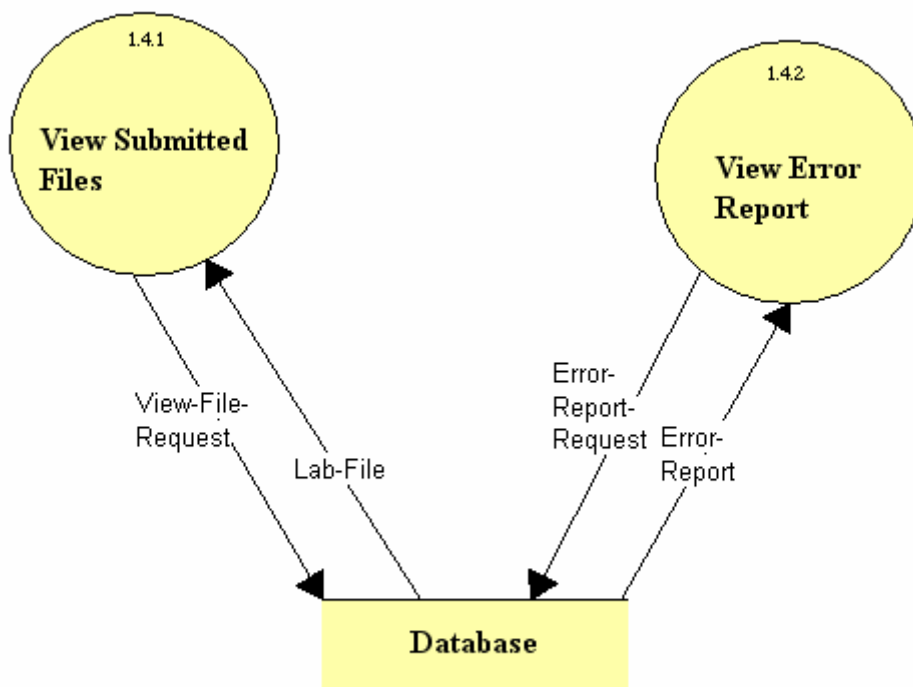 1.4.1
View Submitted
Files
1.4.2
View Error
Report
View-File-
Request
Lab-File
Error-
Report-
Request
Error-
Report
Database